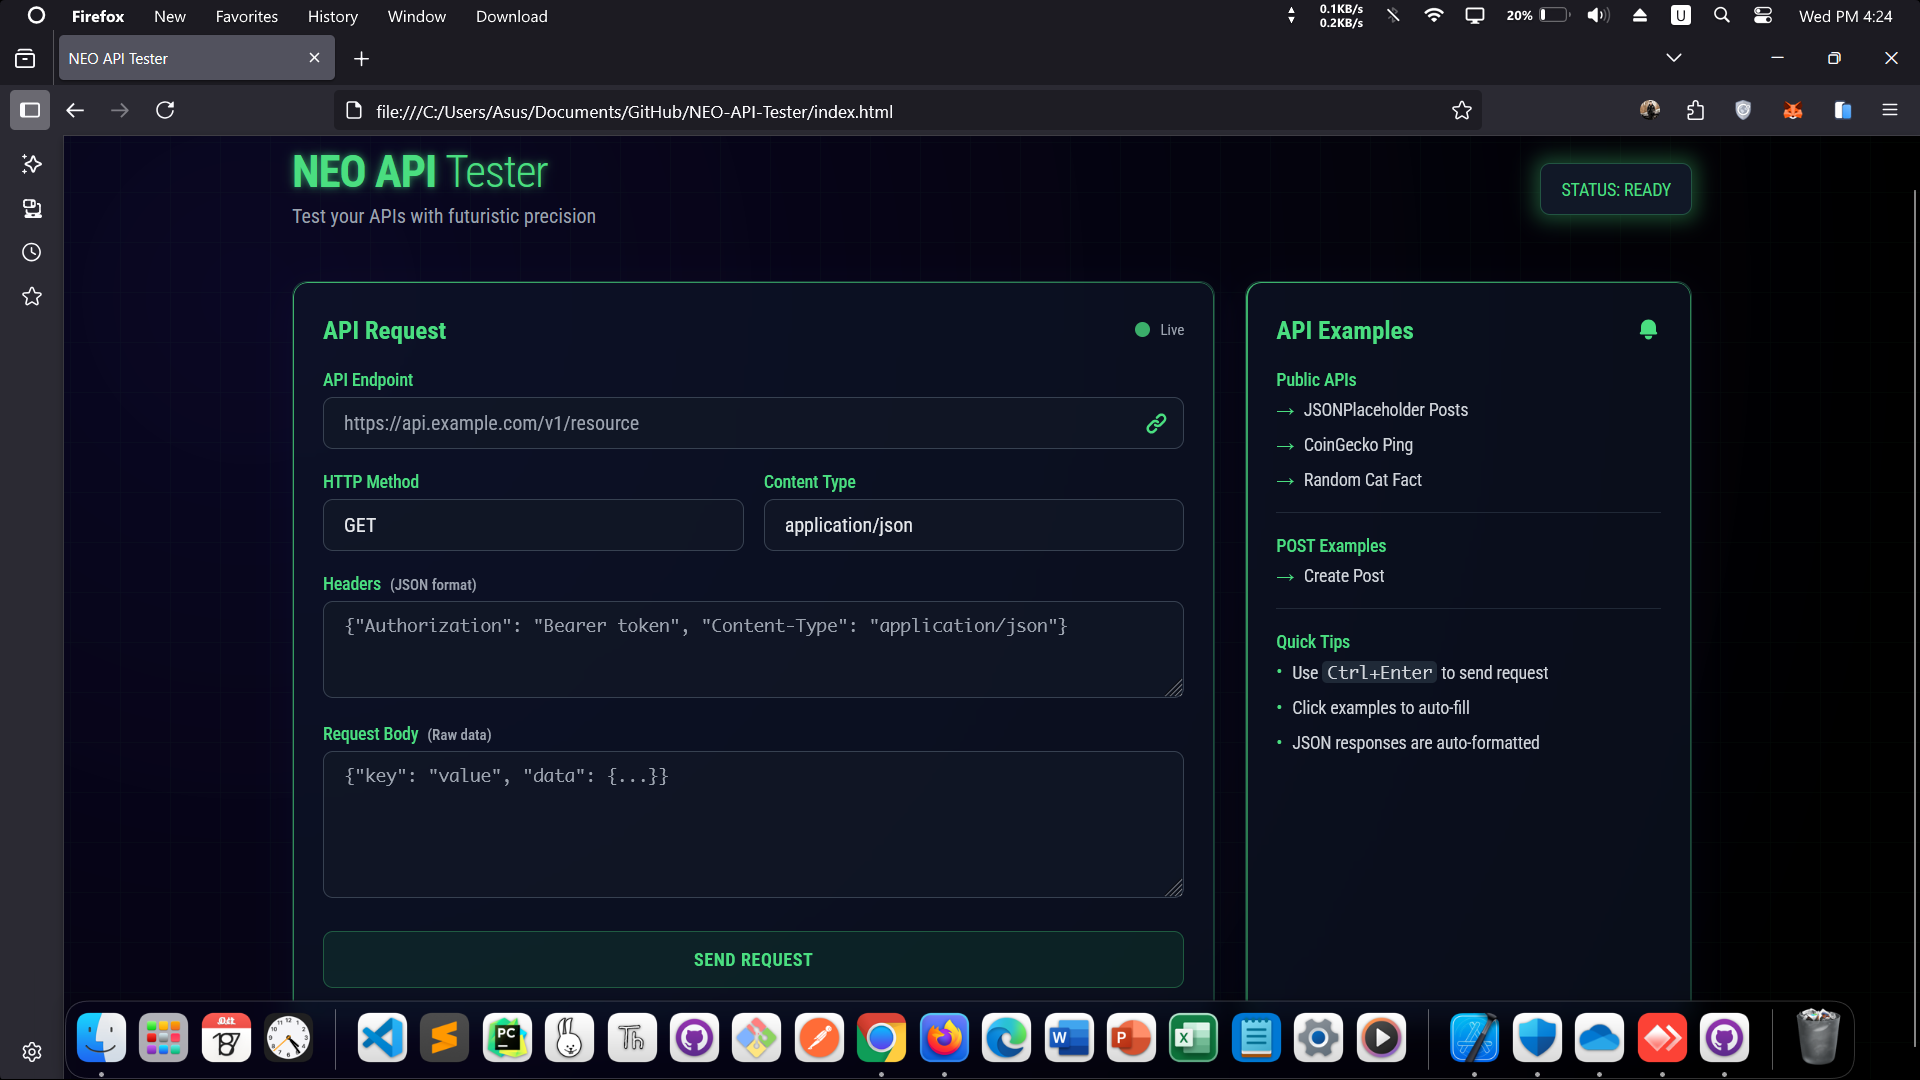 Firefox New Favorites History Window Download
0.1KB/s
0.2KB/s
20%
U
Wed PM 4:24
NEO API Tester
file:///C:/Users/Asus/Documents/GitHub/NEO-API-Tester/index.html
NEO API Tester
Test your APIs with futuristic precision
STATUS: READY
API Request
Live
API Endpoint
https://api.example.com/v1/resource
HTTP Method Content Type
GET application/json
Headers (JSON format)
{"Authorization": "Bearer token", "Content-Type": "application/json"}
Request Body (Raw data)
{"key": "value", "data": {...}}
SEND REQUEST
API Examples
Public APIs
→ JSONPlaceholder Posts
→ CoinGecko Ping
→ Random Cat Fact
POST Examples
→ Create Post
Quick Tips
• Use Ctrl+Enter to send request
• Click examples to auto-fill
• JSON responses are auto-formatted
PC
Th
W
P
X